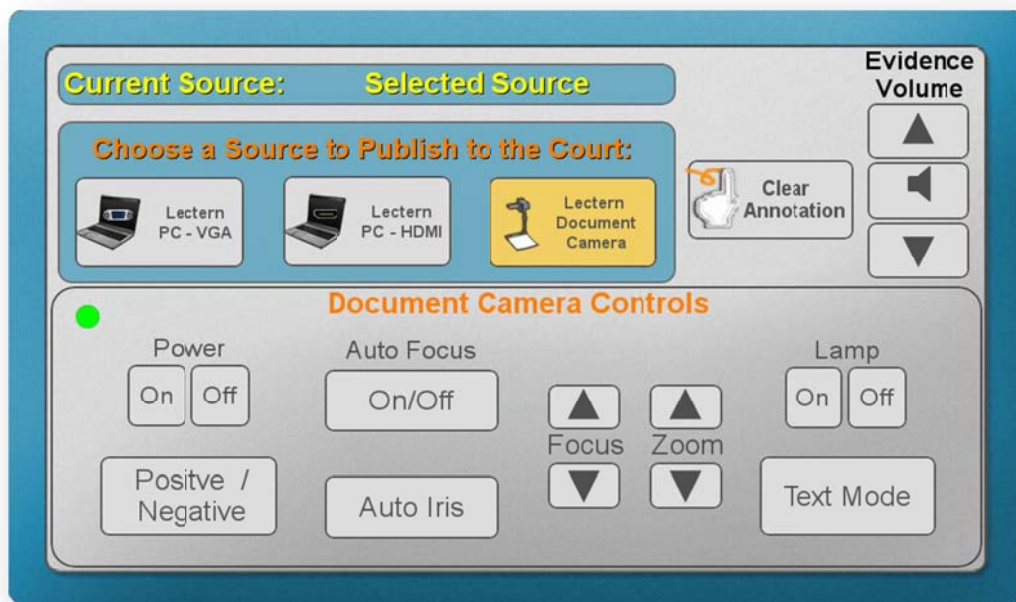 Current Source: Selected Source
Evidence
Volume
Choose a Source to Publish to the Court:
Lectern
PC - VGA
Lectern
PC - HDMI
Lectern
Document
Camera
Clear
Annotation
Document Camera Controls
Power
On Off
Auto Focus
On/Off
Focus
Zoom
Lamp
On Off
Positve /
Negative
Auto Iris
Text Mode